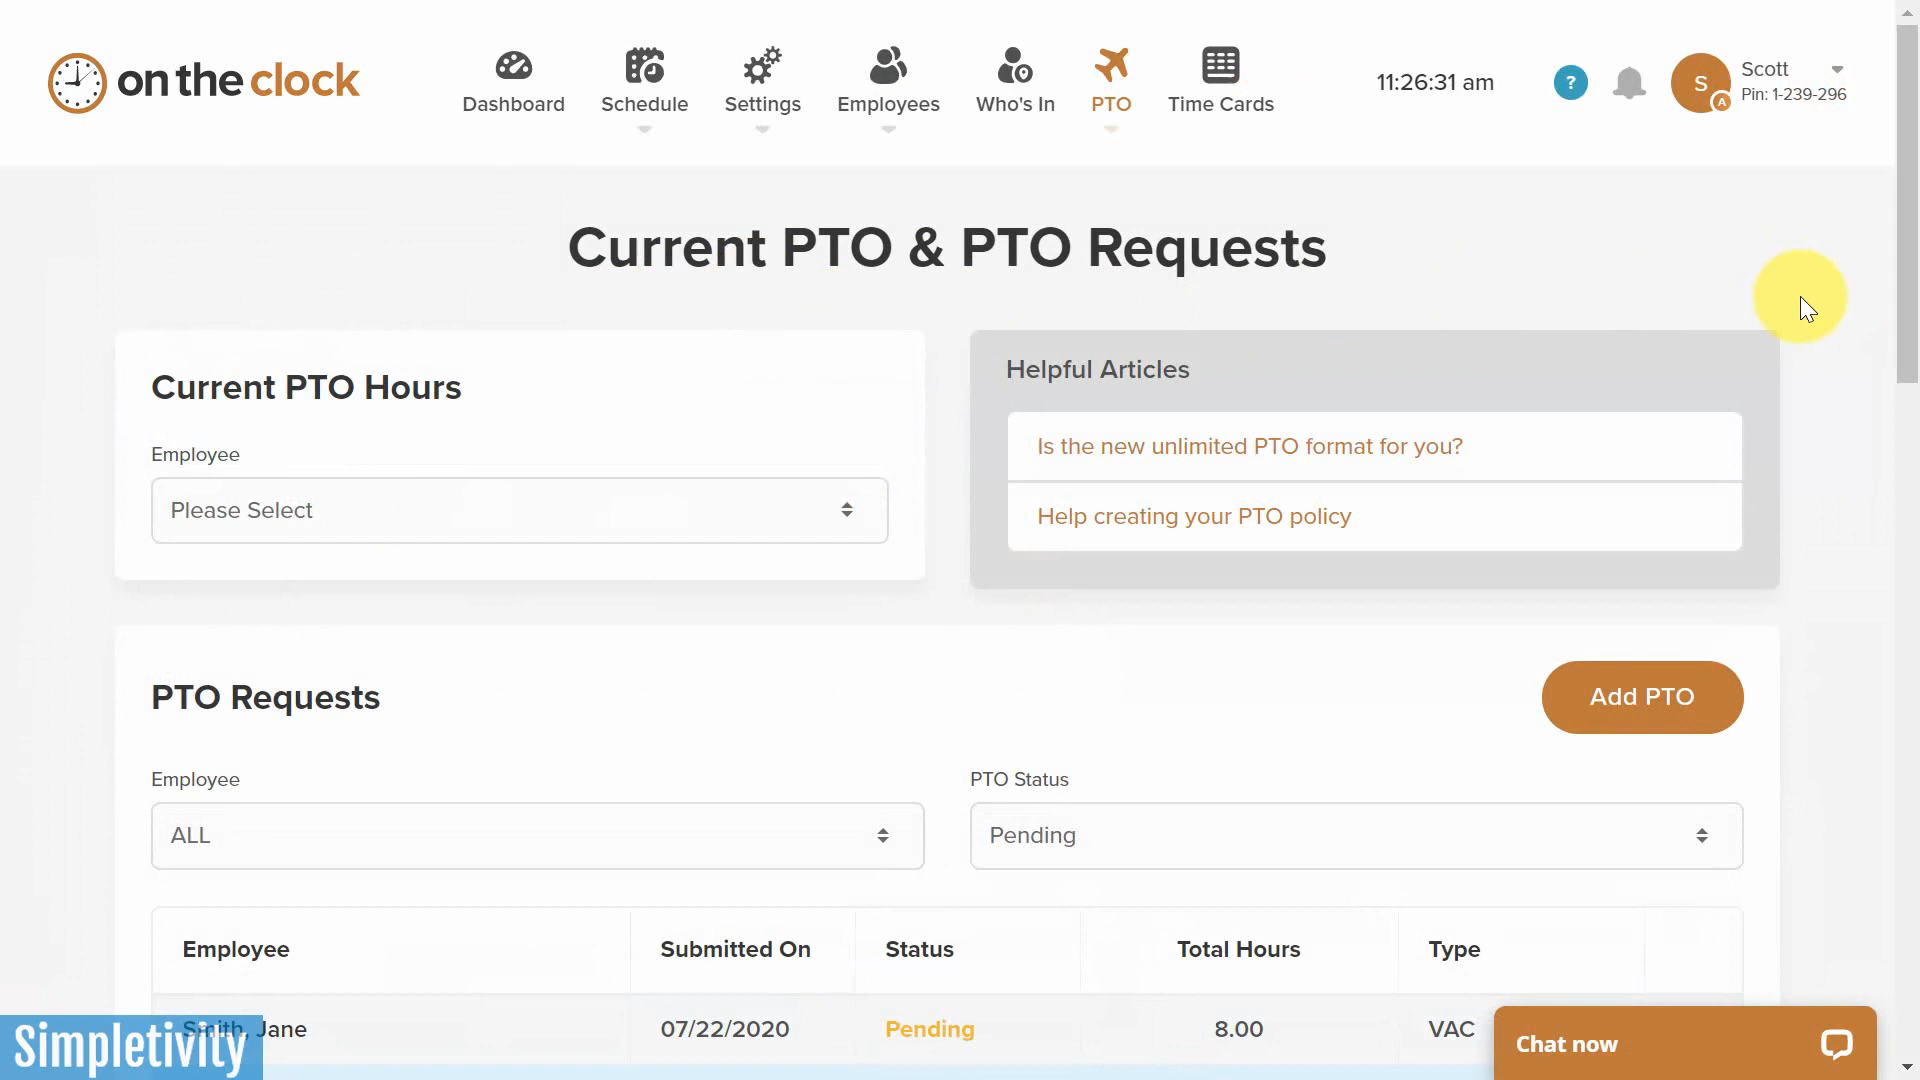 on the clock
Dashboard
Schedule
Settings
Employees
Who's In
PTO
Time Cards
11:26:31 am
?
S
A
Scott
Pin: 1-239-296
Current PTO & PTO Requests
Current PTO Hours
Employee
Please Select
Helpful Articles
Is the new unlimited PTO format for you?
Help creating your PTO policy
PTO Requests
Add PTO
Employee
ALL
PTO Status
Pending
Employee Submitted On Status Total Hours Type
Smith, Jane 07/22/2020 Pending 8.00 VAC
Simpletivity
Chat now